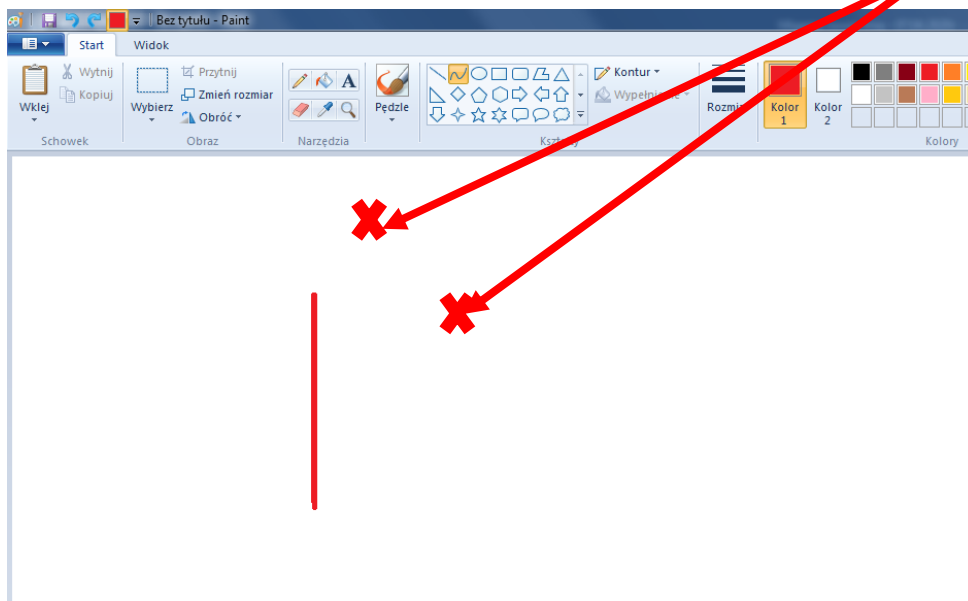 Bez tytułu - Paint
Start Widok
Wklej
Wytnij
Kopiuj
Schowek
Wybierz
Przytnij
Zmień rozmiar
Obróć
Obraz
A
Narzędzia
Pędzle
Kontur
Wypełnienie
Kształty
Rozmiar
Kolor
1
Kolor
2
Kolory